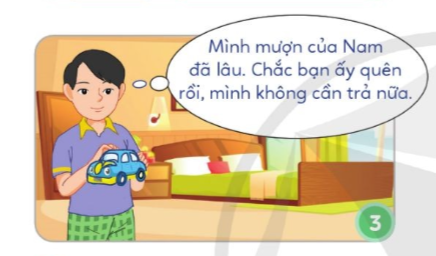 Mình mượn của Nam
đã lâu. Chắc bạn ấy quên
rồi, mình không cần trả nữa.
3